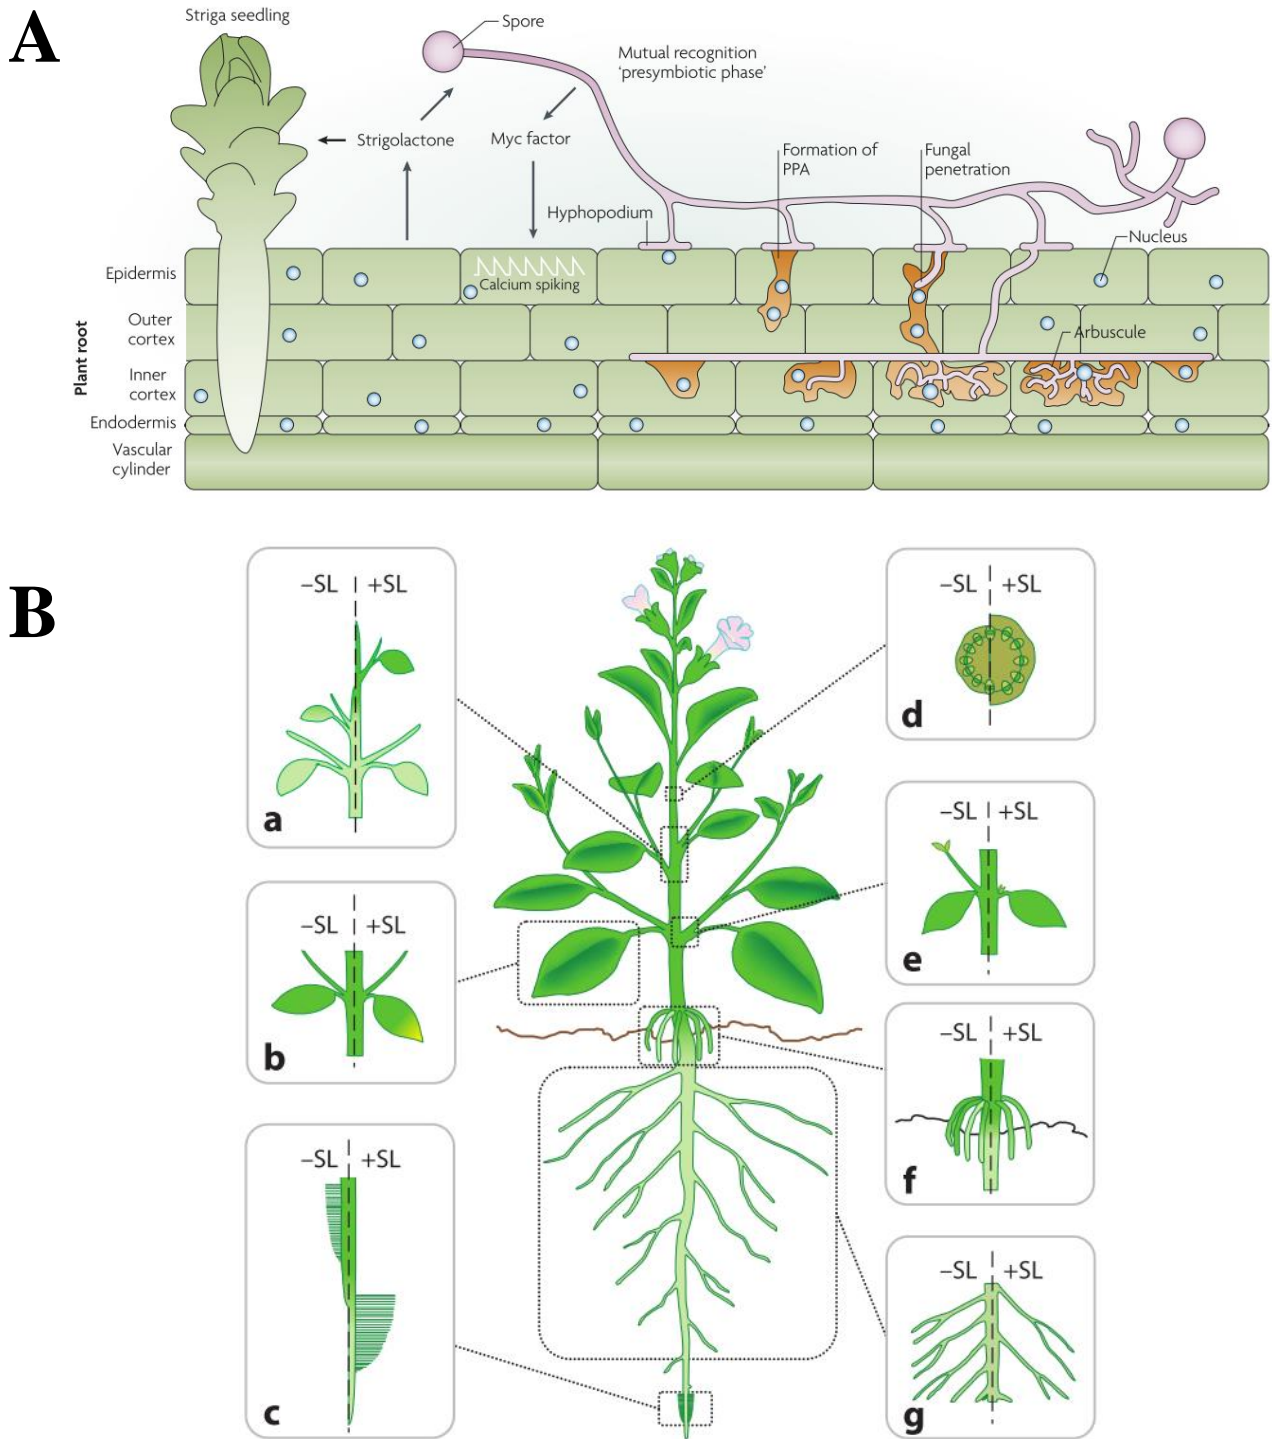 A
Striga seedling
Spore
Mutual recognition
‘presymbiotic phase’
Strigolactone
Myc factor
Formation of
PPA
Fungal
penetration
Hyphopodium
Nucleus
Plant root
Epidermis
Calcium spiking
Outer
cortex
Arbuscule
Inner
cortex
Endodermis
Vascular
cylinder
B
–SL +SL
a
–SL +SL
b
–SL +SL
c
–SL +SL
d
–SL +SL
e
–SL +SL
f
–SL +SL
g